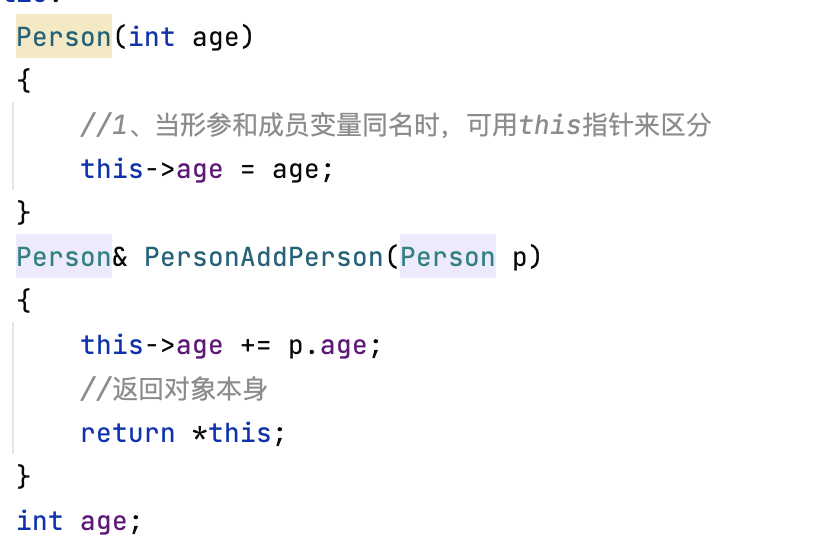 Person(int age)
{
//1、当形参和成员变量同名时，可用this指针来区分
this->age = age;
}
Person& PersonAddPerson(Person p)
{
this->age += p.age;
//返回对象本身
return *this;
}
int age;